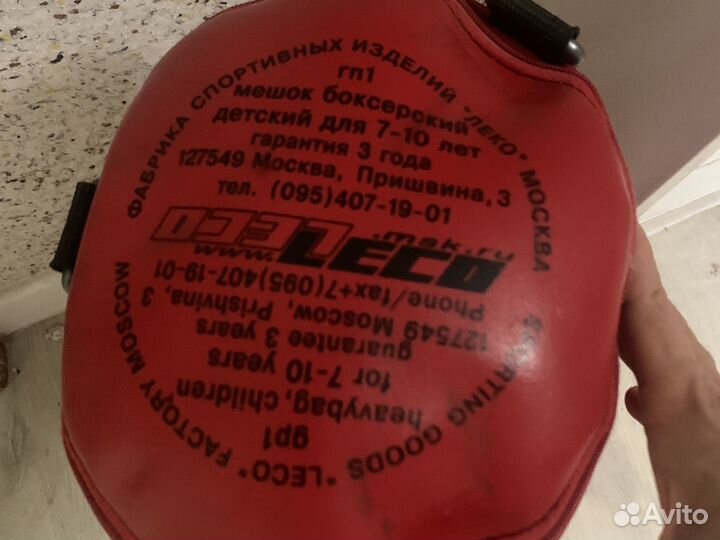 ФАБРИКА СПОРТИВНЫХ ИЗДЕЛИЙ "ЛЕКО" МОСКВА
гп1
мешок боксерский
детский для 7-10 лет
гарантия 3 года
127549 Москва, Пришвина, 3
тел. (095)407-19-01
SPORTING GOODS "LECO" FACTORY MOSCOW
gp1
heavybag, children
for 7-10 years
guarantee 3 years
127549 Moscow, Prishvina, 3
Phone/fax+7(095)407-19-01
www.LECO.msk.ru
LECO
Avito